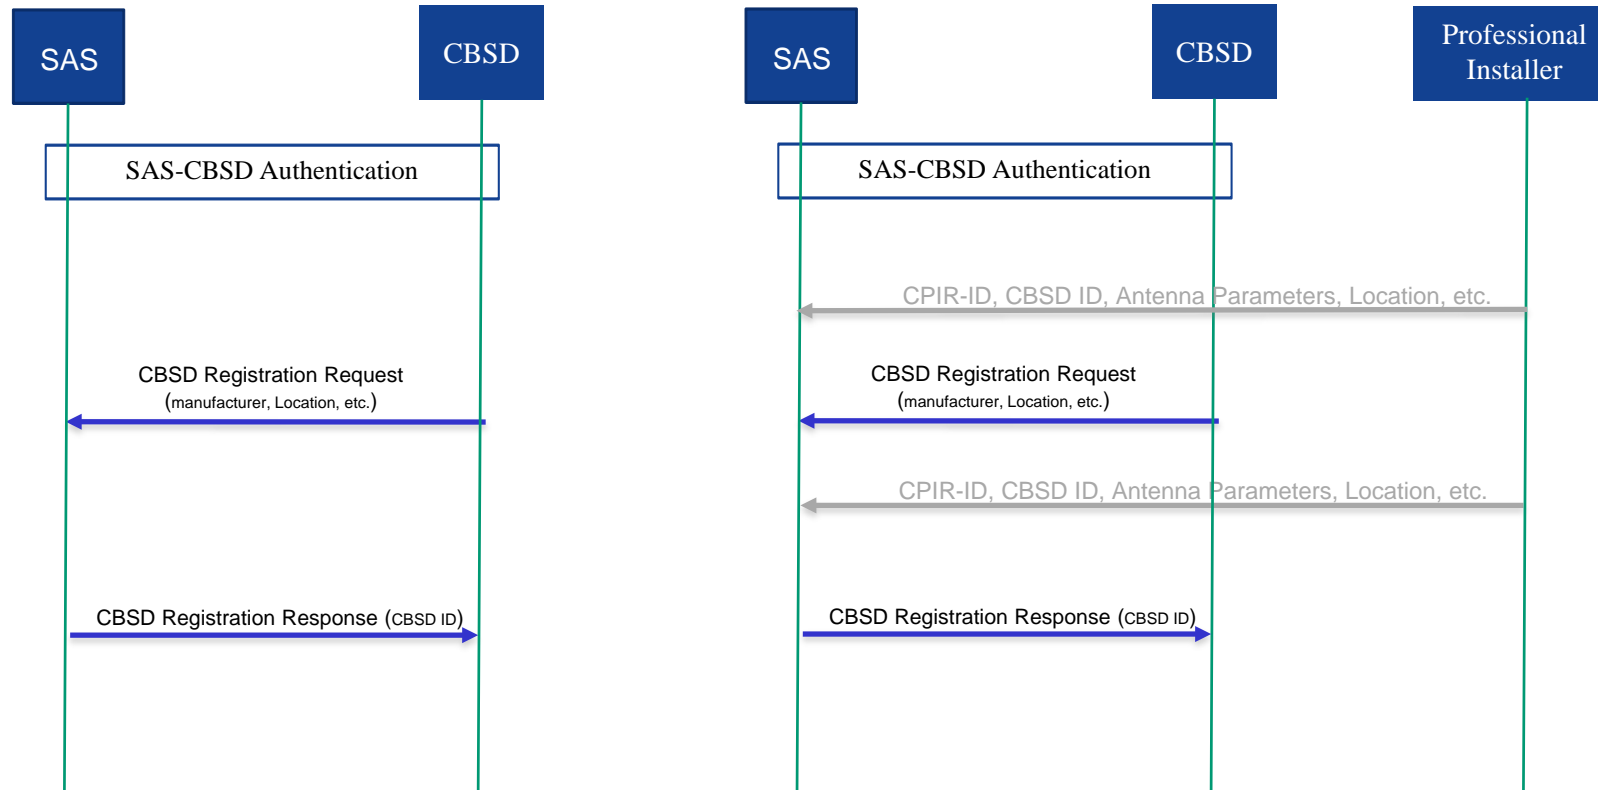 SAS
CBSD
SAS-CBSD Authentication
CBSD Registration Request
(manufacturer, Location, etc.)
CBSD Registration Response (CBSD ID)
SAS
CBSD
Professional
Installer
SAS-CBSD Authentication
CPIR-ID, CBSD ID, Antenna Parameters, Location, etc.
CBSD Registration Request
(manufacturer, Location, etc.)
CPIR-ID, CBSD ID, Antenna Parameters, Location, etc.
CBSD Registration Response (CBSD ID)